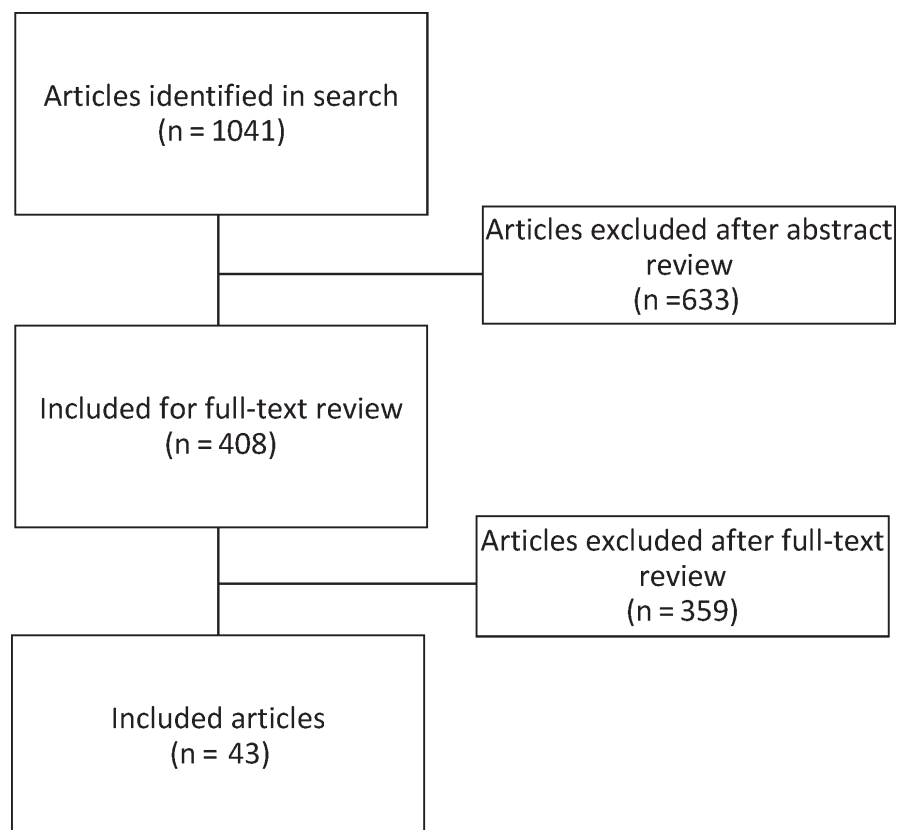 Articles identified in search
(n = 1041)
Articles excluded after abstract
review
(n =633)
Included for full-text review
(n = 408)
Articles excluded after full-text
review
(n = 359)
Included articles
(n = 43)